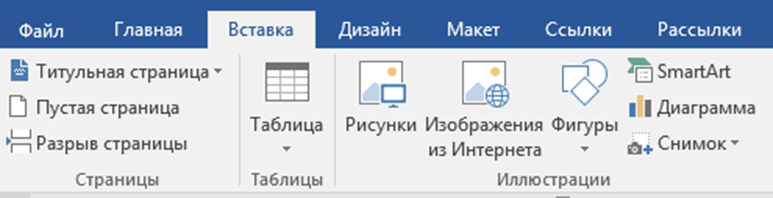 Файл Главная Вставка Дизайн Макет Ссылки Рассылки
Титульная страница
Пустая страница
Разрыв страницы
Страницы
Таблица
Таблицы
Рисунки
Изображения
из Интернета
Фигуры
SmartArt
Диаграмма
Снимок
Иллюстрации